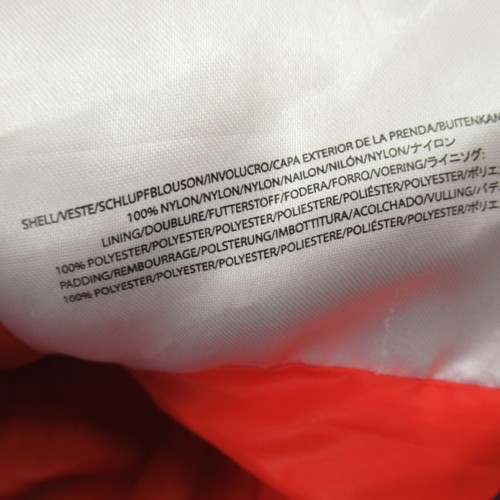 SHELL/VESTE/SCHLUPFBLOUSON/INVOLUCRO/CAPA EXTERIOR DE LA PRENDA/BUITENKAN
100% NYLON/NYLON/NYLON/NAILON/NILÓN/NYLON/ナイロン
LINING/DOUBLURE/FUTTERSTOFF/FODERA/FORRO/VOERING/ライニング:
100% POLYESTER/POLYESTER/POLYESTER/POLIESTERE/POLIÉSTER/POLYESTER/ポリエ
PADDING/REMBOURRAGE/POLSTERUNG/IMBOTTITURA/ACOLCHADO/VULLING/パデ
100% POLYESTER/POLYESTER/POLYESTER/POLIESTERE/POLIÉSTER/POLYESTER/ポリエ